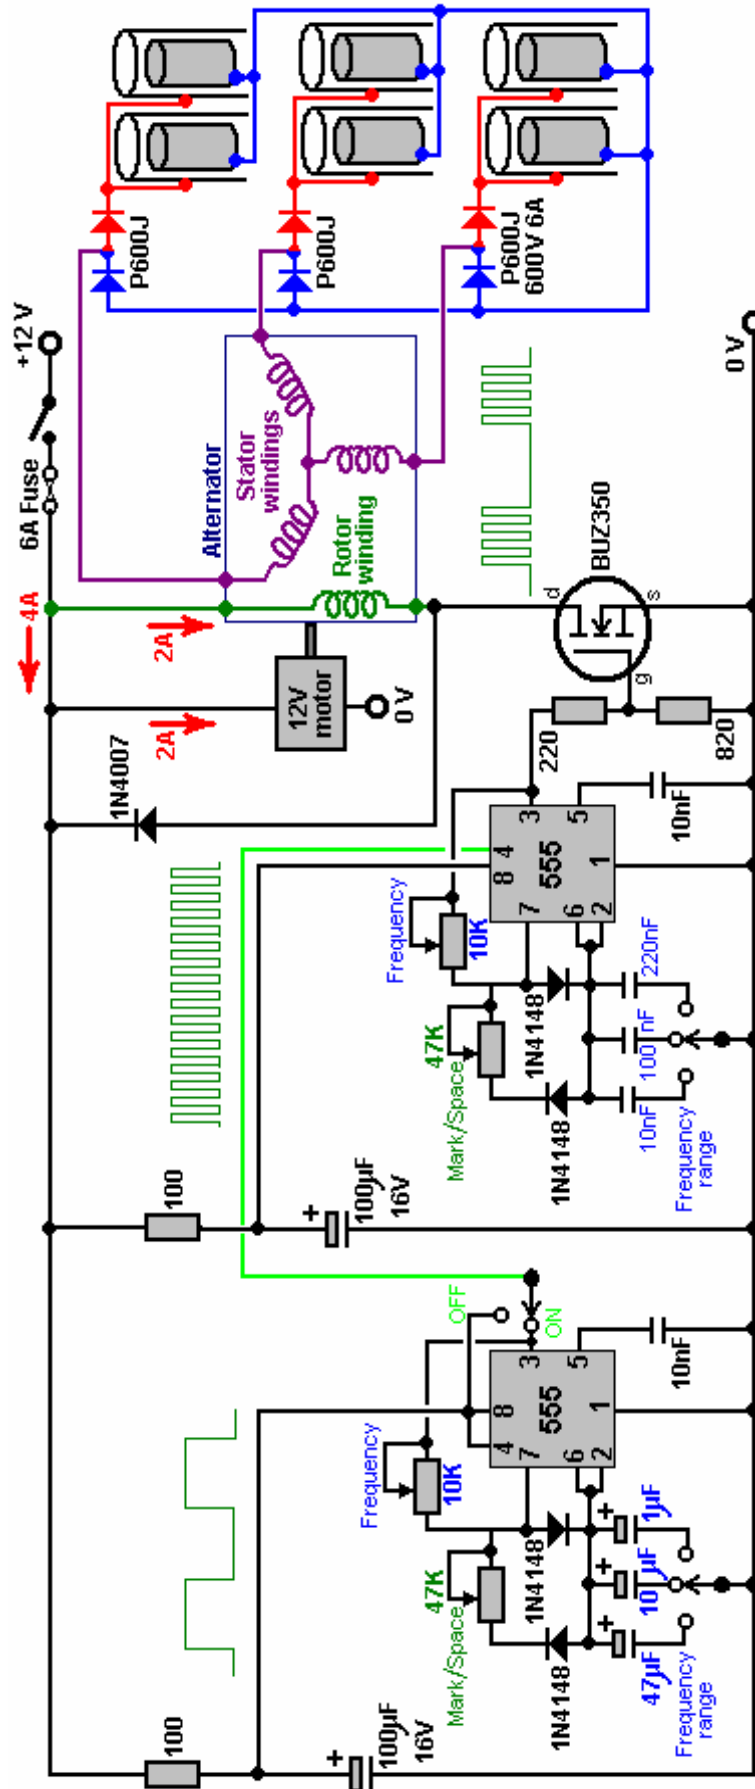 +12 V
6A Fuse
4A
2A
2A
12V
motor
0 V
Alternator
Stator
windings
Rotor
winding
P600J
P600J
P600J
600V 6A
0 V
BUZ350
d
g
s
220
820
1N4007
100
100µF
16V
+
Frequency
10K
47K
Mark/Space
1N4148
1N4148
8
4
3
7
555
5
6
2
1
10nF
10nF
100 nF
220nF
Frequency
range
OFF
ON
100
100µF
16V
+
Frequency
10K
47K
Mark/Space
1N4148
1N4148
4
8
3
7
555
5
6
2
1
10nF
+
+
+
47µF
10 µF
1µF
Frequency
range